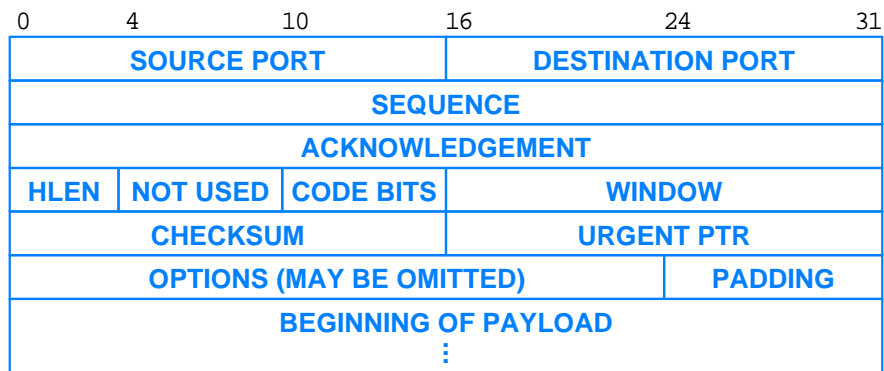 0 4 10 16 24 31
SOURCE PORT DESTINATION PORT
SEQUENCE
ACKNOWLEDGEMENT
HLEN NOT USED CODE BITS WINDOW
CHECKSUM URGENT PTR
OPTIONS (MAY BE OMITTED) PADDING
BEGINNING OF PAYLOAD
⋮